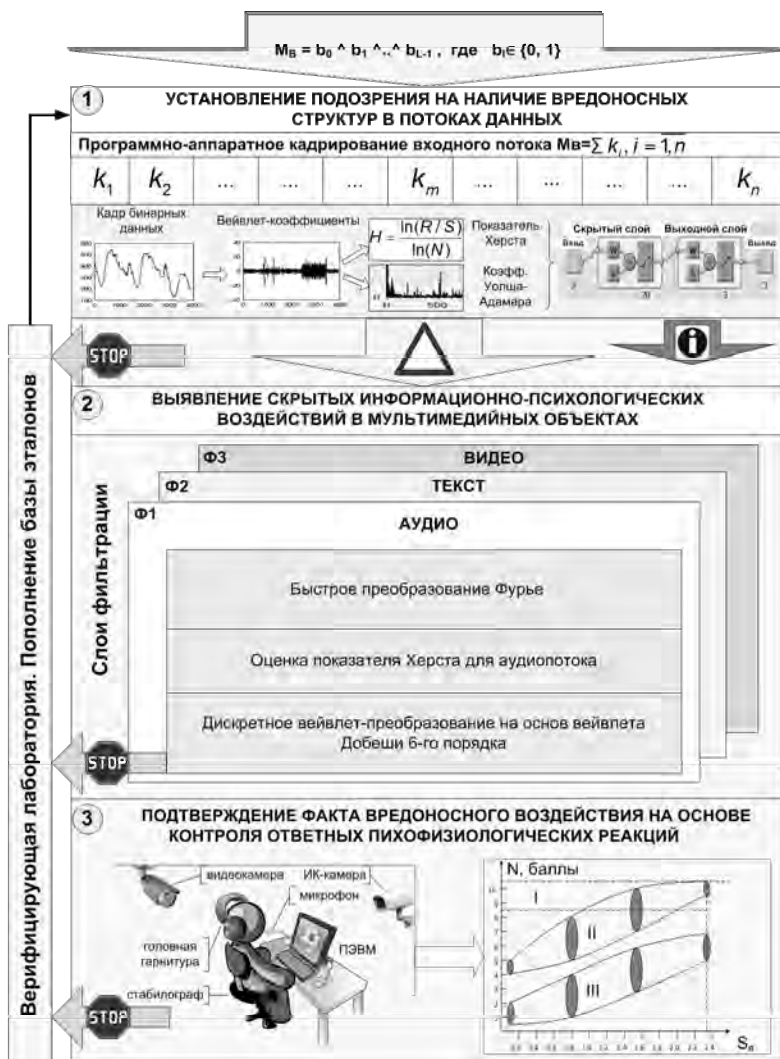 M_B = b_0 ^ b_1 ^..^ b_{L-1} , где b_i ∈ {0, 1}
1
УСТАНОВЛЕНИЕ ПОДОЗРЕНИЯ НА НАЛИЧИЕ ВРЕДОНОСНЫХ
СТРУКТУР В ПОТОКАХ ДАННЫХ
Программно-аппаратное кадрирование входного потока Мв=∑ k_i, i = 1,n
k_1 k_2 ... ... ... k_m ... ... ... ... k_n
Кадр бинарных
данных
Вейвлет-коэффициенты
H = ln(R/S) / ln(N)
Показатель
Херста
Коэфф.
Уолша-
Адамара
Скрытый слой
Выходной слой
Вход
Выход
STOP
i
2
ВЫЯВЛЕНИЕ СКРЫТЫХ ИНФОРМАЦИОННО-ПСИХОЛОГИЧЕСКИХ
ВОЗДЕЙСТВИЙ В МУЛЬТИМЕДИЙНЫХ ОБЪЕКТАХ
Слои фильтрации
Ф3 ВИДЕО
Ф2 ТЕКСТ
Ф1
АУДИО
Быстрое преобразование Фурье
Оценка показателя Херста для аудиопотока
Дискретное вейвлет-преобразование на основ вейвлета
Добеши 6-го порядка
STOP
3
ПОДТВЕРЖДЕНИЕ ФАКТА ВРЕДОНОСНОГО ВОЗДЕЙСТВИЯ НА ОСНОВЕ
КОНТРОЛЯ ОТВЕТНЫХ ПИХОФИЗИОЛОГИЧЕСКИХ РЕАКЦИЙ
видеокамера
ИК-камера
микрофон
головная
гарнитура
ПЭВМ
стабилограф
STOP
N, баллы
I
II
III
Верифицирующая лаборатория. Пополнение базы эталонов